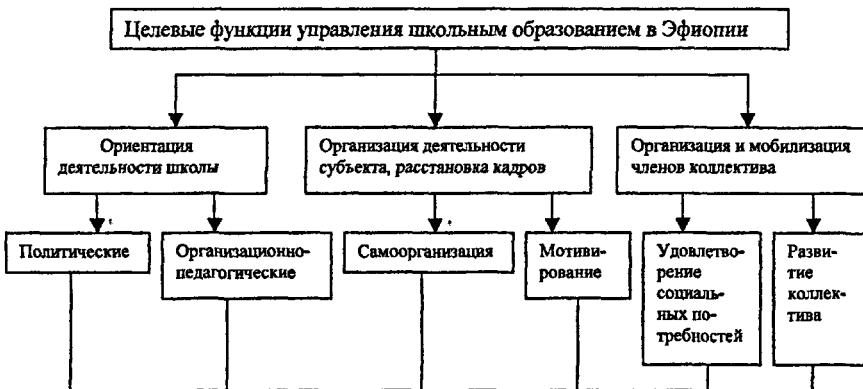 Целевые функции управления школьным образованием в Эфиопии
Ориентация
деятельности школы
Организация деятельности
субъекта, расстановка кадров
Организация и мобилизация
членов коллектива
Политические
Организационно-
педагогические
Самоорганизация
Мотиви-
рование
Удовлетво-
рение
социаль-
ных по-
требностей
Разви-
тие
коллек-
тива